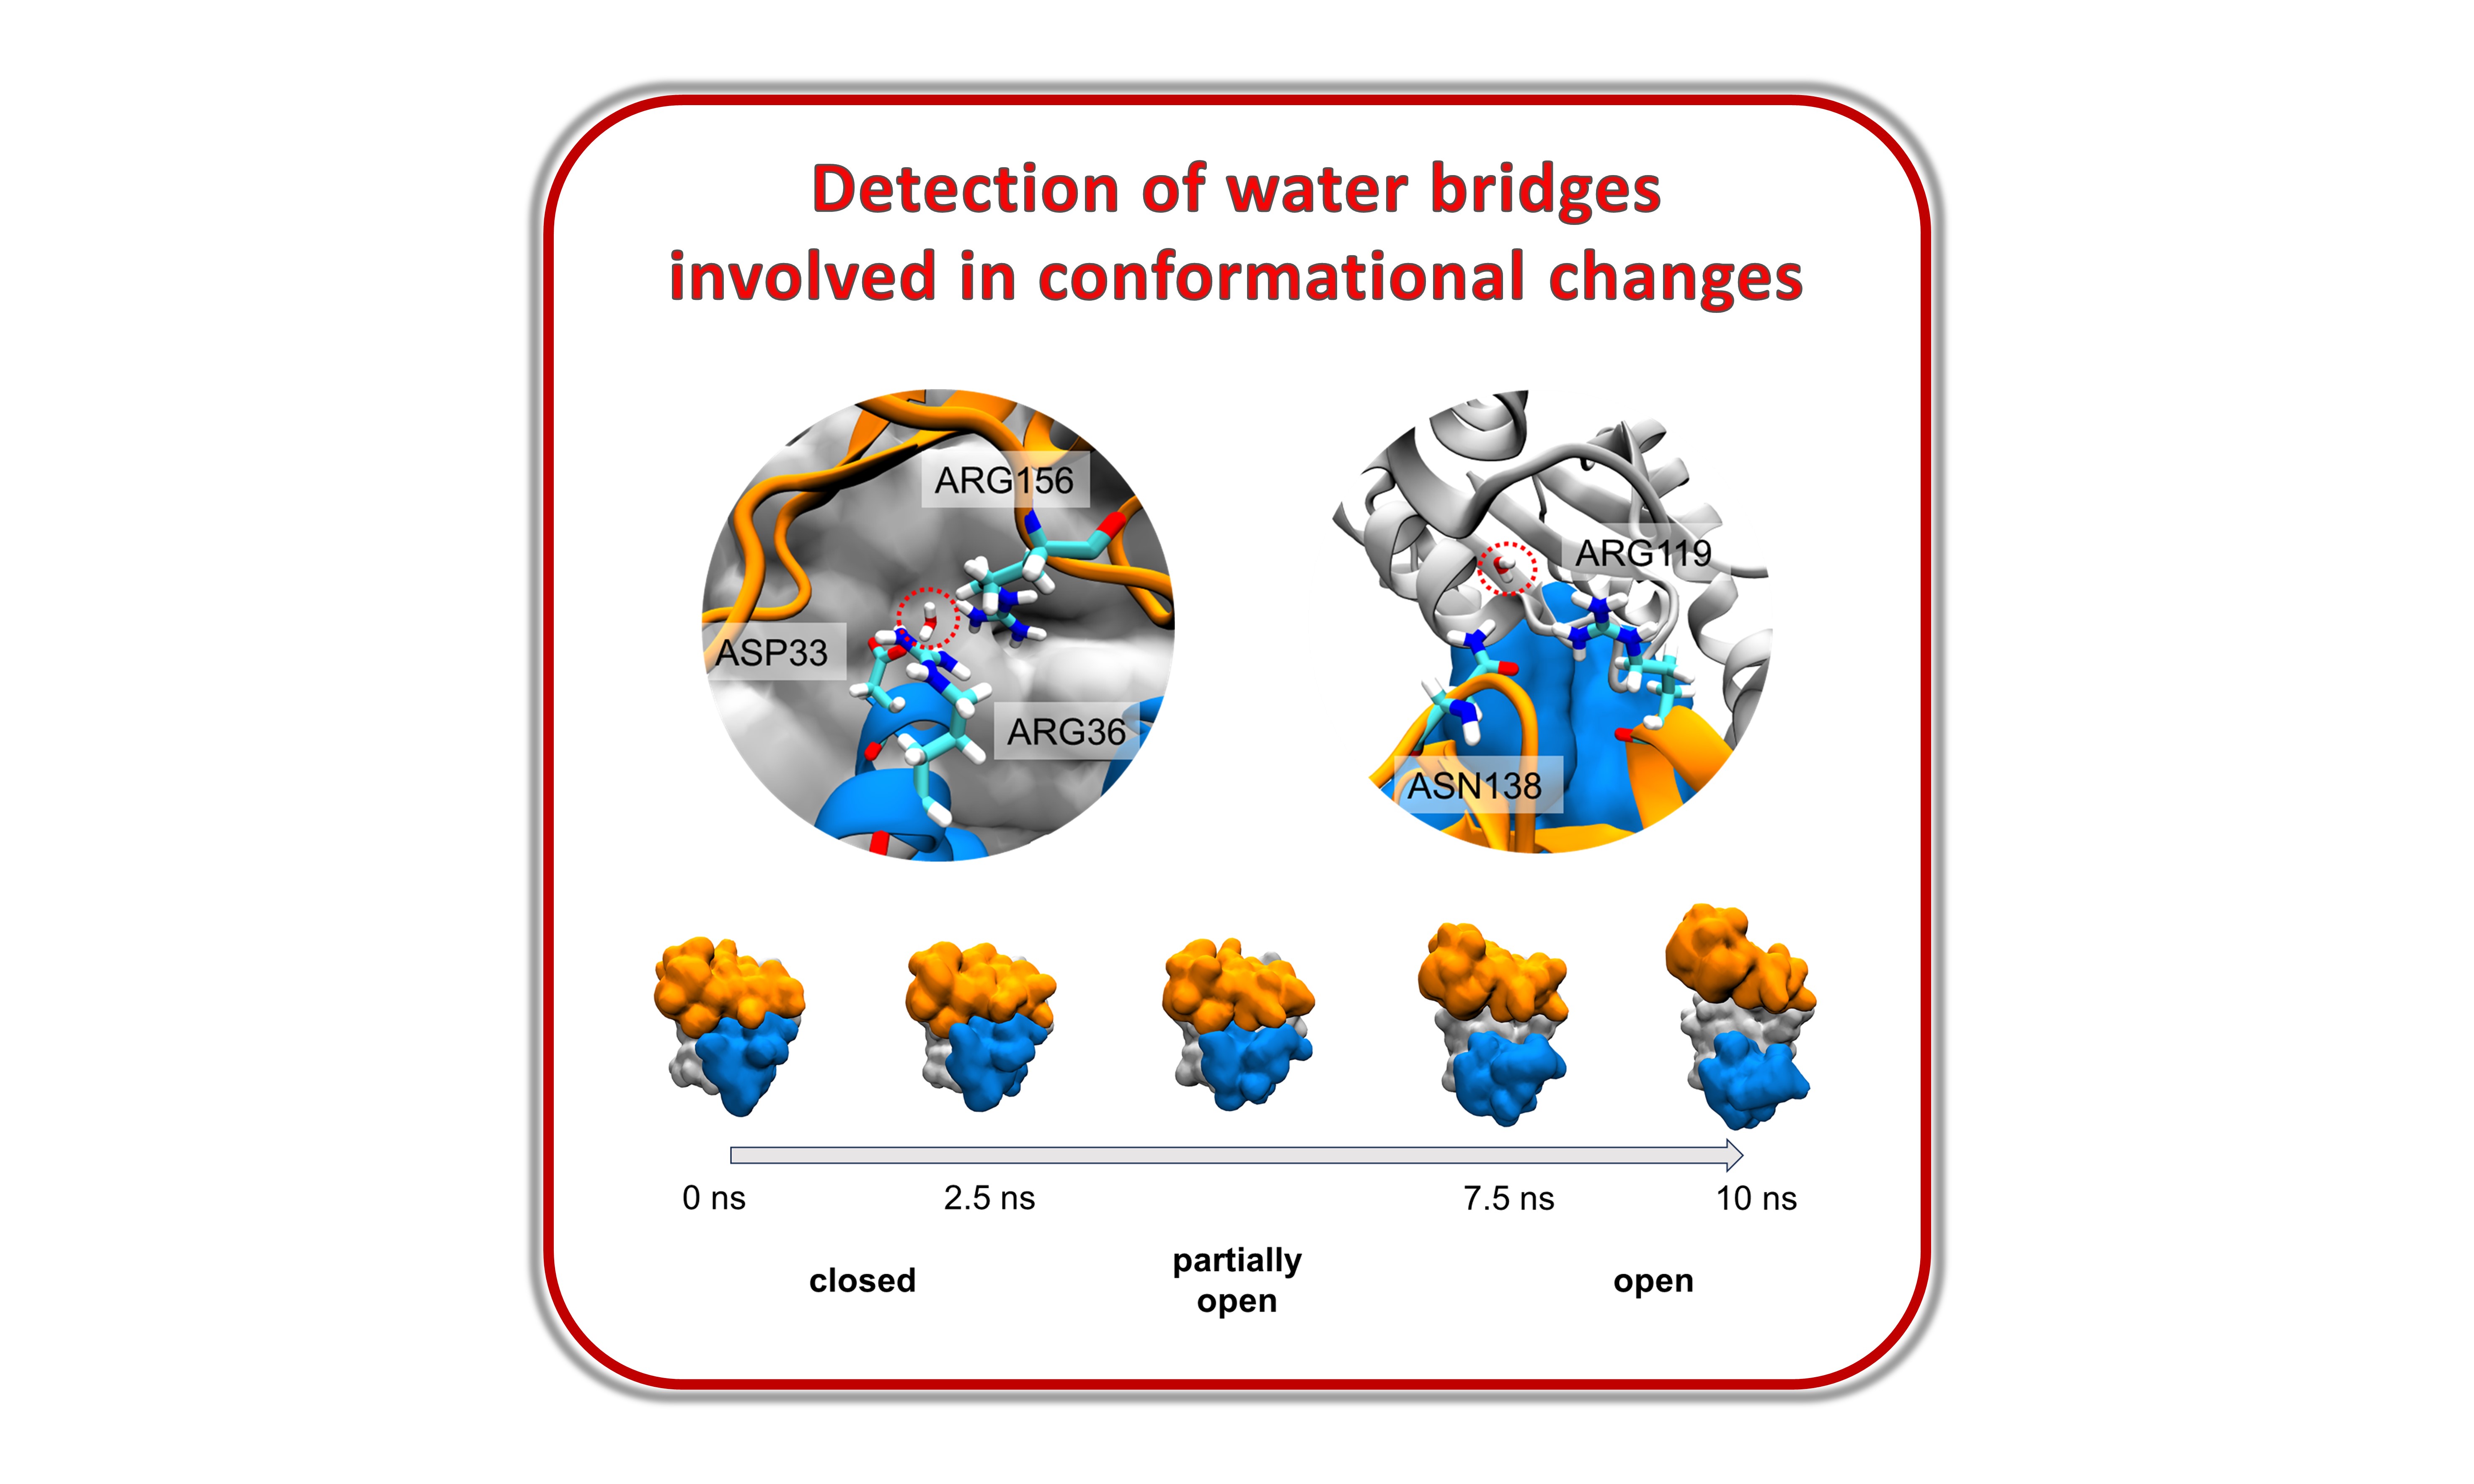 Detection of water bridges
involved in conformational changes
ARG156
ASP33
ARG36
ARG119
ASN138
0 ns
2.5 ns
7.5 ns
10 ns
closed
partially
open
open